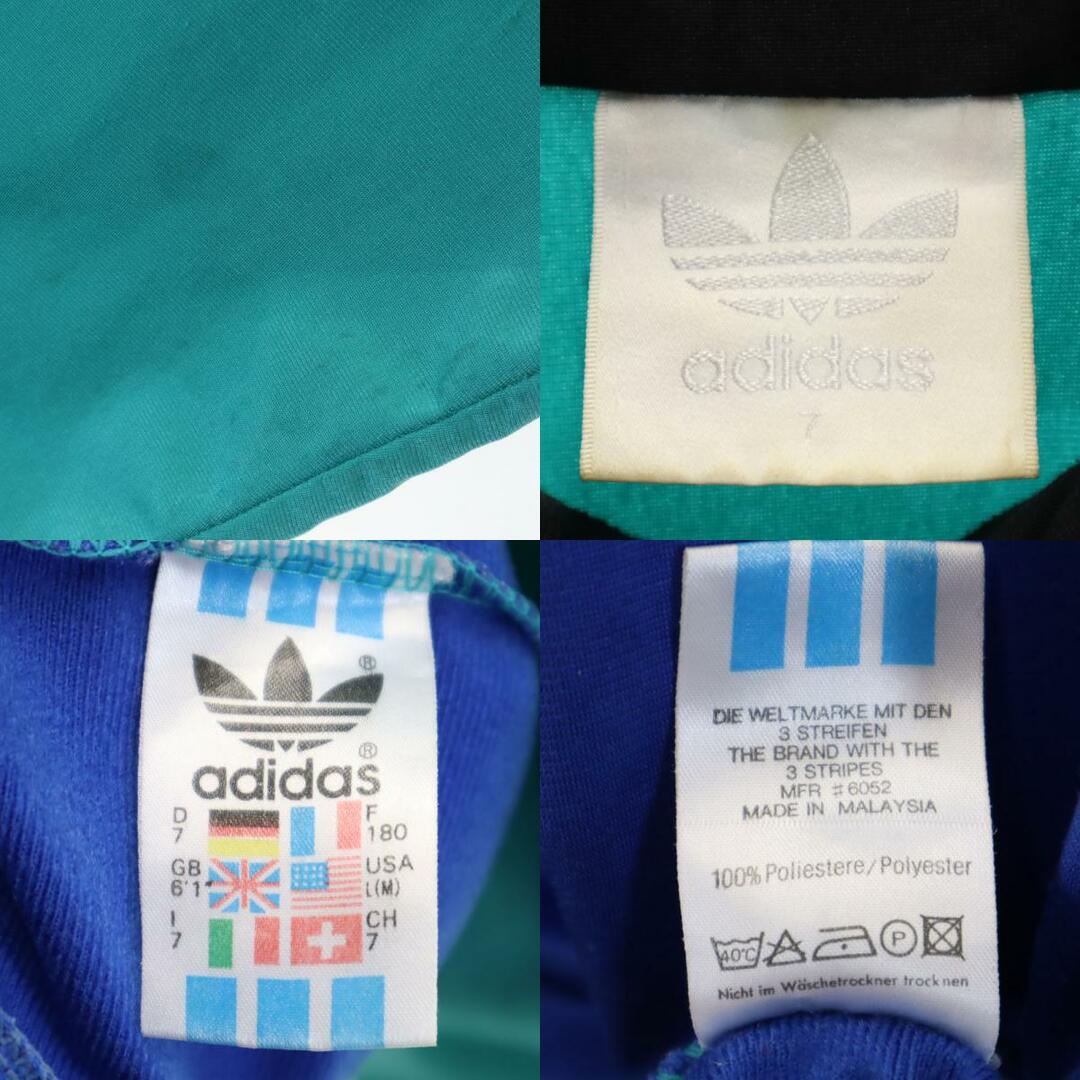 adidas
7
®
®
adidas
D
7
F
180
GB
6'1"
USA
L(M)
I
7
CH
7
DIE WELTMARKE MIT DEN
3 STREIFEN
THE BRAND WITH THE
3 STRIPES
MFR #6052
MADE IN MALAYSIA
100% Poliestere/Polyester
40°C
P
Nicht im Wäschetrockner trocknen